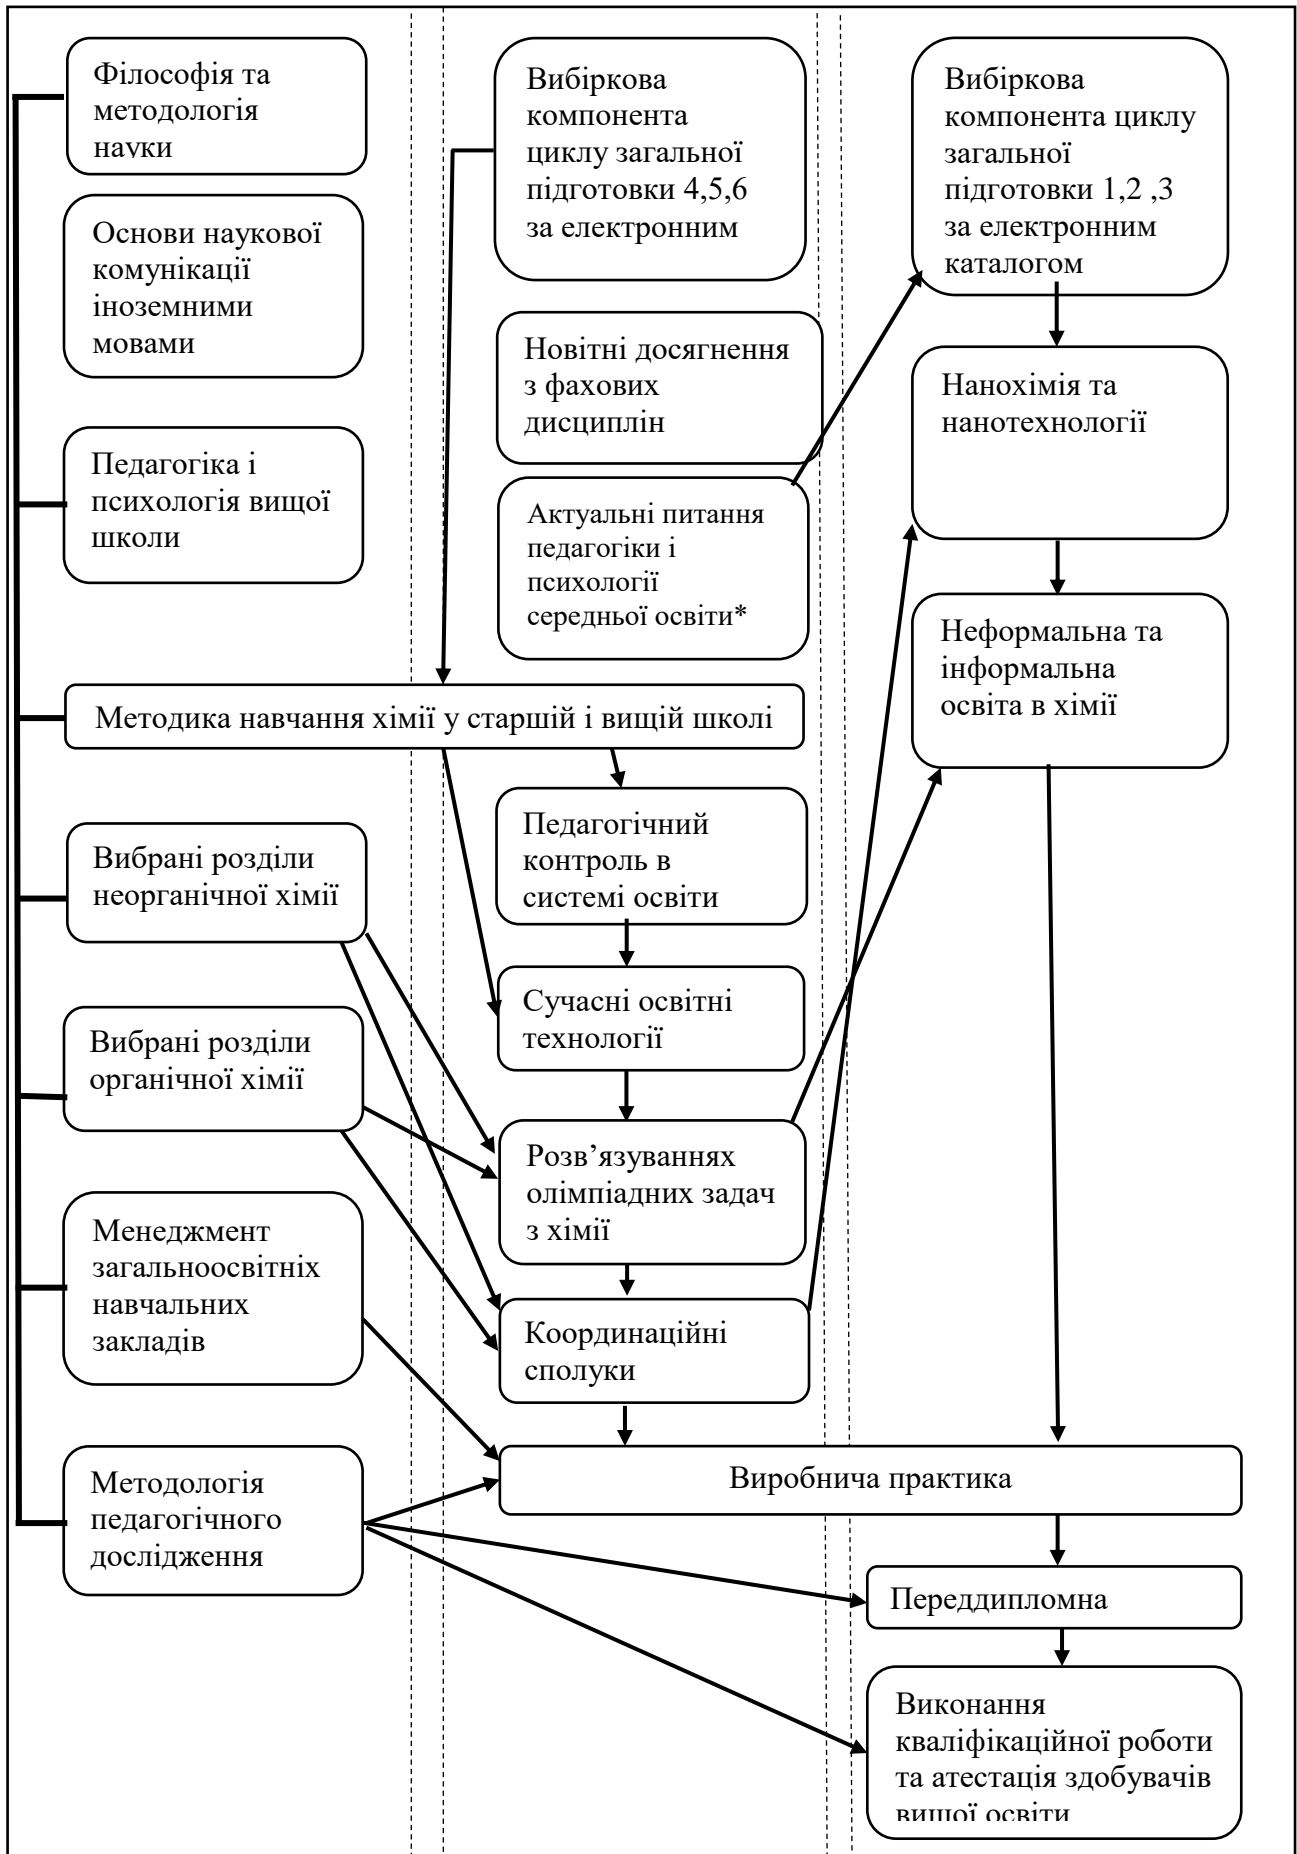 Філософія та
методологія
науки
Основи наукової
комунікації
іноземними
мовами
Педагогіка і
психологія вищої
школи
Вибіркова
компонента
циклу загальної
підготовки 4,5,6
за електронним
Новітні досягнення
з фахових
дисциплін
Актуальні питання
педагогіки і
психології
середньої освіти*
Вибіркова
компонента циклу
загальної
підготовки 1,2 ,3
за електронним
каталогом
Нанохімія та
нанотехнології
Неформальна та
інформальна
освіта в хімії
Методика навчання хімії у старшій і вищій школі
Вибрані розділи
неорганічної хімії
Вибрані розділи
органічної хімії
Менеджмент
загальноосвітніх
навчальних
закладів
Методологія
педагогічного
дослідження
Педагогічний
контроль в
системі освіти
Сучасні освітні
технології
Розв’язуваннях
олімпіадних задач
з хімії
Координаційні
сполуки
Виробнича практика
Переддипломна
Виконання
кваліфікаційної роботи
та атестація здобувачів
вищої освіти